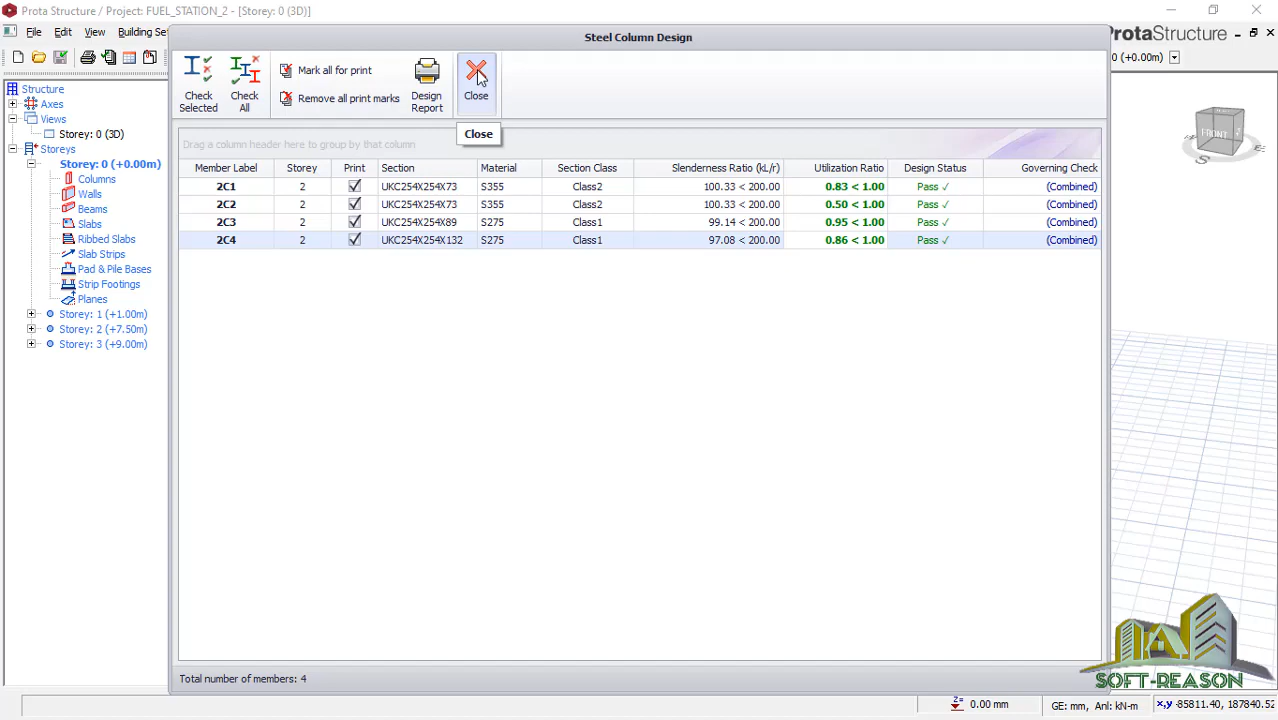 Prota Structure / Project: FUEL_STATION_2 - [Storey: 0 (3D)]
File Edit View Building Se
Steel Column Design
ProtaStructure
0 (+0.00m)
Check Selected
Check All
Mark all for print
Remove all print marks
Design Report
Close
Close
Drag a column header here to group by that column
Member Label Storey Print Section Material Section Class Slenderness Ratio (kL/r) Utilization Ratio Design Status Governing Check
2C1 2 UKC254X254X73 S355 Class2 100.33 < 200.00 0.83 < 1.00 Pass ✓ (Combined)
2C2 2 UKC254X254X73 S355 Class2 100.33 < 200.00 0.50 < 1.00 Pass ✓ (Combined)
2C3 2 UKC254X254X89 S275 Class1 99.14 < 200.00 0.95 < 1.00 Pass ✓ (Combined)
2C4 2 UKC254X254X132 S275 Class1 97.08 < 200.00 0.86 < 1.00 Pass ✓ (Combined)
Structure
Axes
Views
Storey: 0 (3D)
Storeys
Storey: 0 (+0.00m)
Columns
Walls
Beams
Slabs
Ribbed Slabs
Slab Strips
Pad & Pile Bases
Strip Footings
Planes
Storey: 1 (+1.00m)
Storey: 2 (+7.50m)
Storey: 3 (+9.00m)
FRONT
S
E
SOFT-REASON
Total number of members: 4
Z= 0.00 mm GE: mm, Anl: kN-m x,y -85811.40, 187840.52